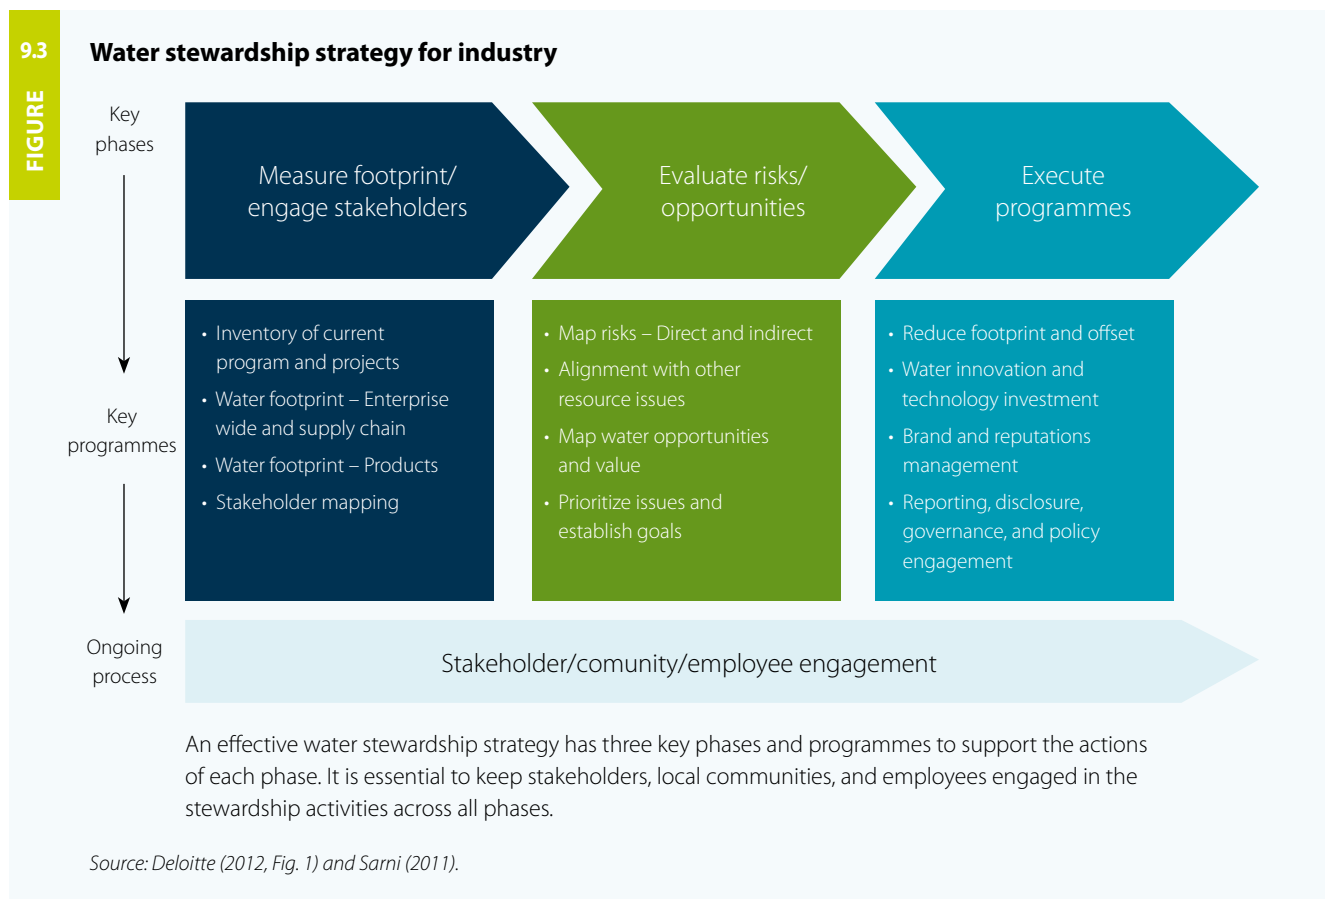 9.3
FIGURE
Water stewardship strategy for industry
Key
phases
Measure footprint/
engage stakeholders
Evaluate risks/
opportunities
Execute
programmes
Key
programmes
• Inventory of current
program and projects
• Water footprint – Enterprise
wide and supply chain
• Water footprint – Products
• Stakeholder mapping
• Map risks – Direct and indirect
• Alignment with other
resource issues
• Map water opportunities
and value
• Prioritize issues and
establish goals
• Reduce footprint and offset
• Water innovation and
technology investment
• Brand and reputations
management
• Reporting, disclosure,
governance, and policy
engagement
Ongoing
process
Stakeholder/comunity/employee engagement
An effective water stewardship strategy has three key phases and programmes to support the actions
of each phase. It is essential to keep stakeholders, local communities, and employees engaged in the
stewardship activities across all phases.
Source: Deloitte (2012, Fig. 1) and Sarni (2011).